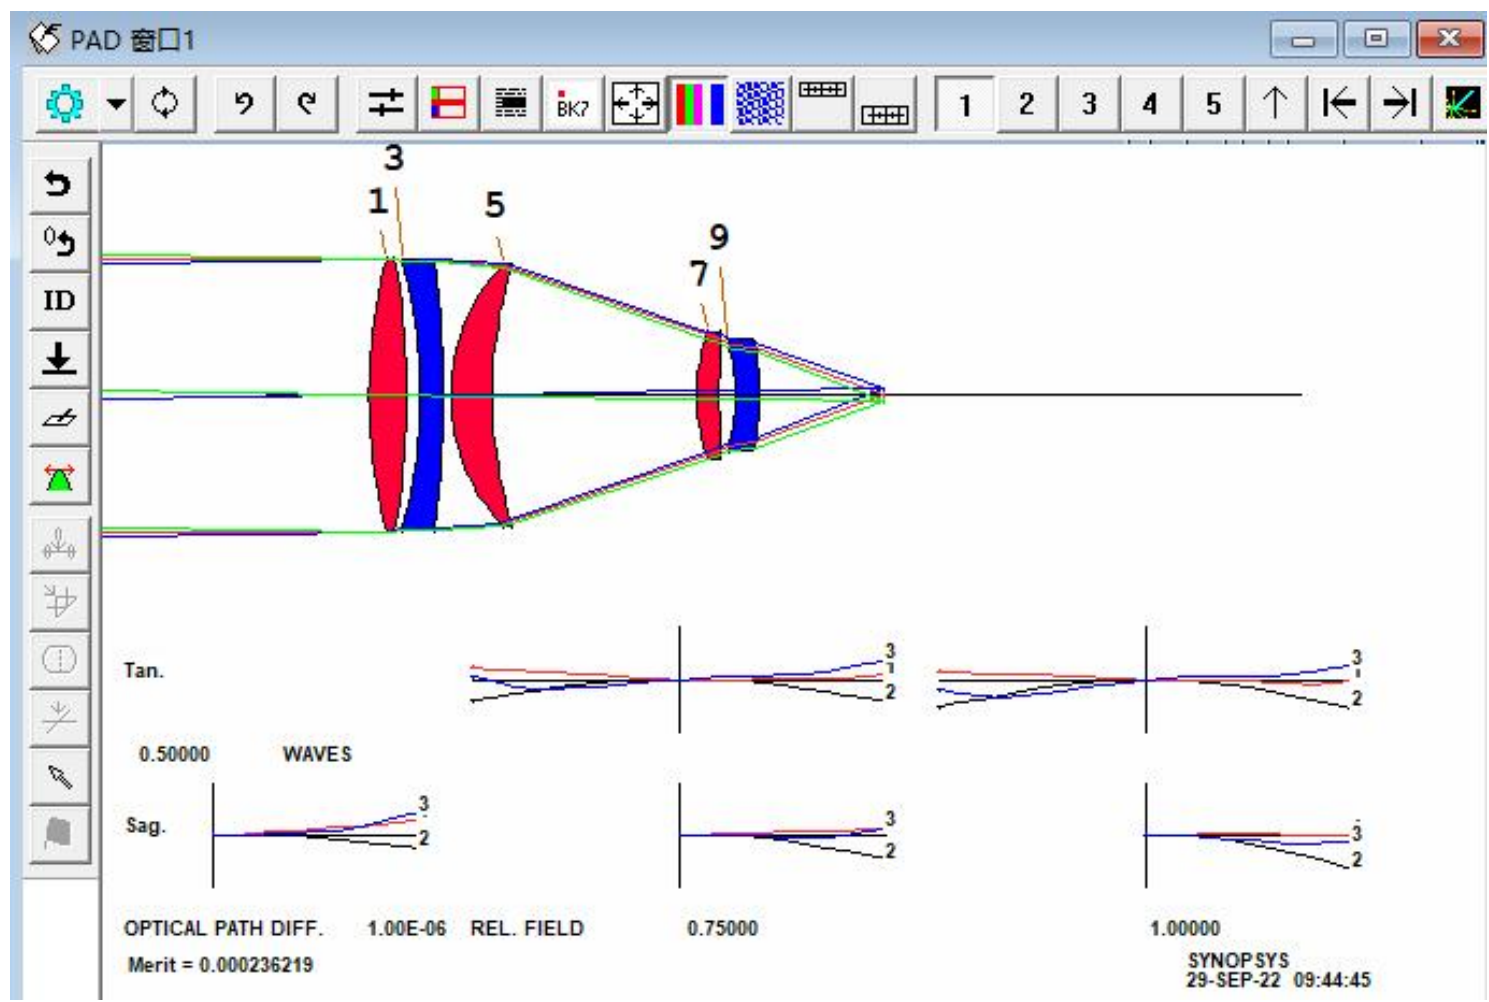 PAD 窗口1
BK7
1 2 3 4 5
0
ID
3
1 5
9
7
Tan.
3
1
2
3
1
2
0.50000 WAVES
Sag.
3
2
3
2
3
2
OPTICAL PATH DIFF. 1.00E-06 REL. FIELD 0.75000 1.00000
Merit = 0.000236219
SYNOPSYS
29-SEP-22 09:44:45